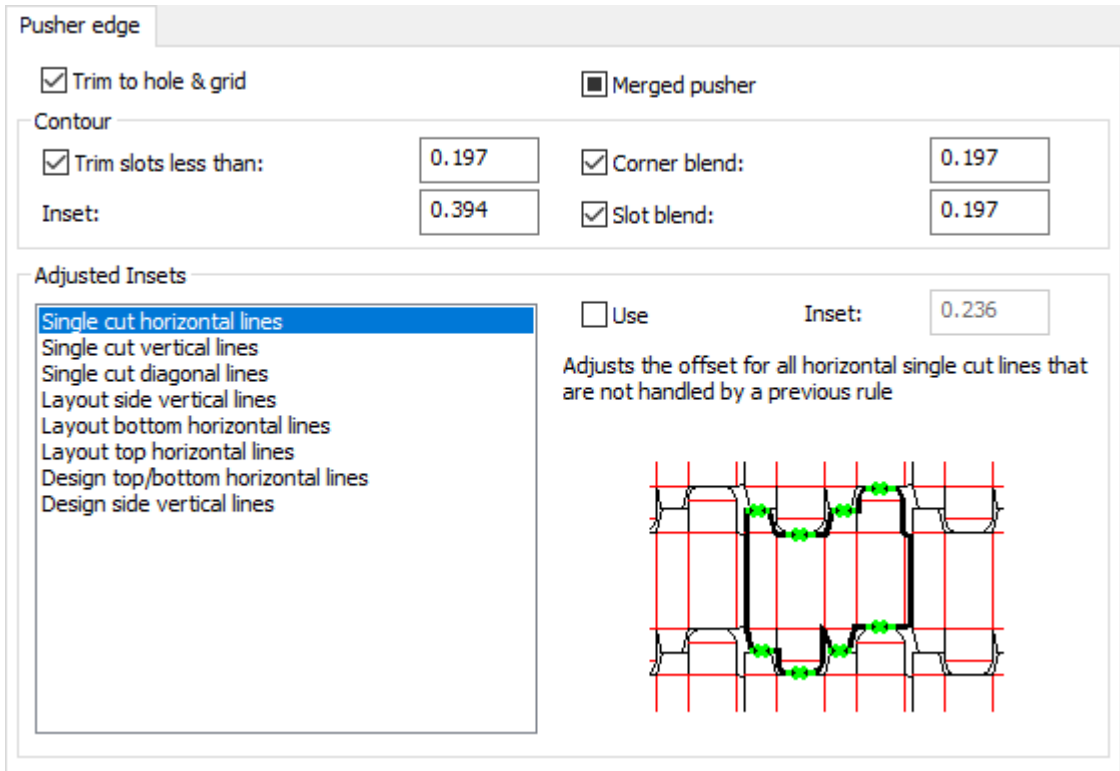 Pusher edge
Trim to hole & grid
Merged pusher
Contour
Trim slots less than: 0.197
Corner blend: 0.197
Inset: 0.394
Slot blend: 0.197
Adjusted Insets
Single cut horizontal lines
Single cut vertical lines
Single cut diagonal lines
Layout side vertical lines
Layout bottom horizontal lines
Layout top horizontal lines
Design top/bottom horizontal lines
Design side vertical lines
Use
Inset: 0.236
Adjusts the offset for all horizontal single cut lines that
are not handled by a previous rule